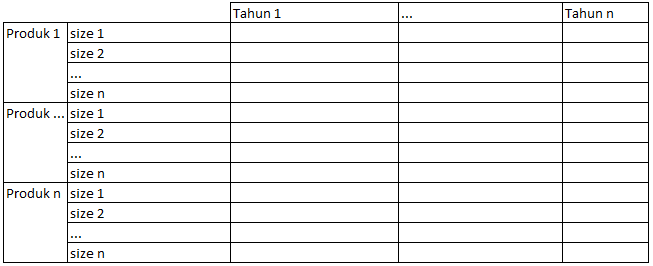 Tahun 1 ... Tahun n
Produk 1 size 1
size 2
...
size n
Produk ... size 1
size 2
...
size n
Produk n size 1
size 2
...
size n